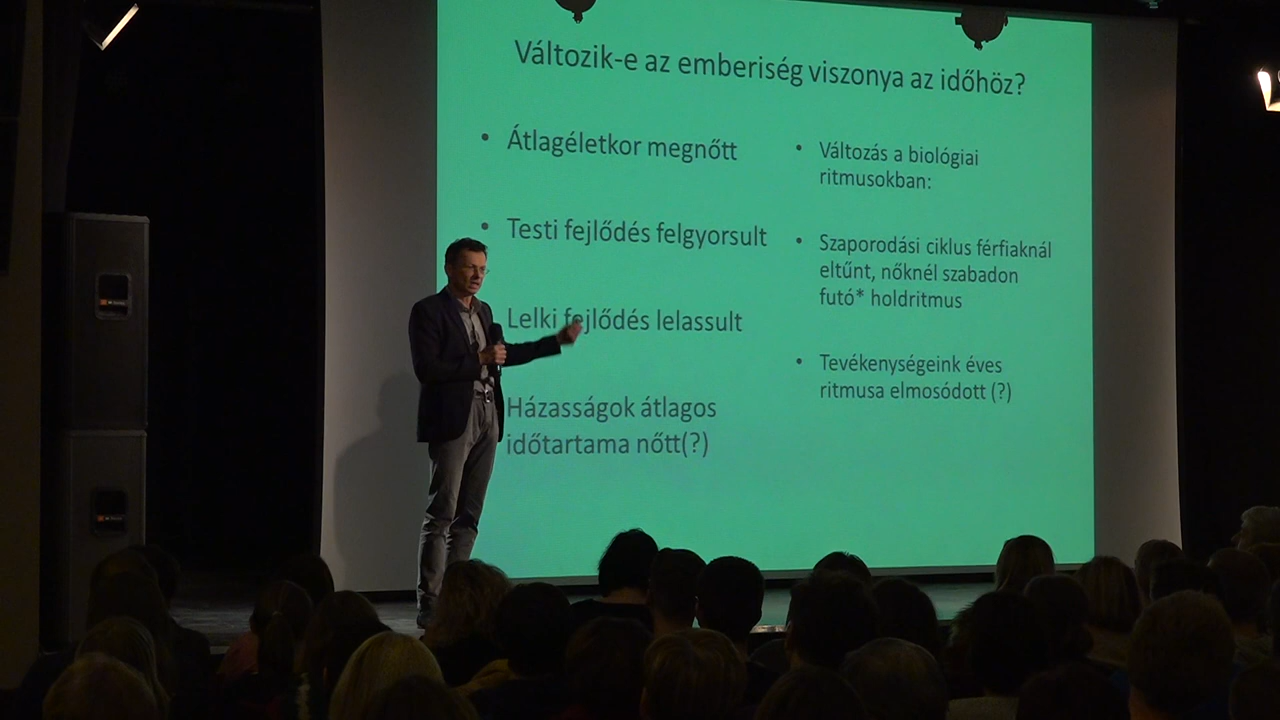 Változik-e az emberiség viszonya az időhöz?
• Átlagéletkor megnőtt
• Testi fejlődés felgyorsult
Lelki fejlődés lelassult
Házasságok átlagos
időtartama nőtt(?)
• Változás a biológiai
ritmusokban:
• Szaporodási ciklus férfiaknál
eltűnt, nőknél szabadon
futó* holdritmus
• Tevékenységeink éves
ritmusa elmosódott (?)